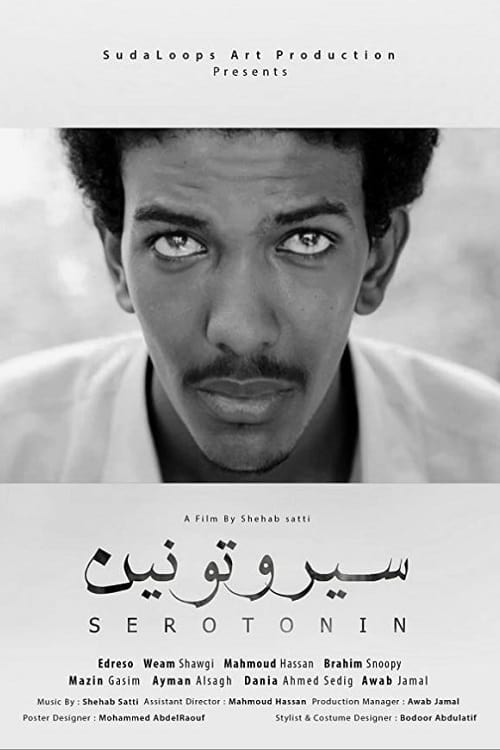 SudaLoops Art Production
Presents
A Film By Shehab satti
سيروتونين
SEROTONIN
Edreso Weam Shawgi Mahmoud Hassan Brahim Snoopy
Mazin Gasim Ayman Alsagh Dania Ahmed Sedig Awab Jamal
Music By : Shehab Satti Assistant Director : Mahmoud Hassan Production Manager : Awab Jamal
Poster Designer : Mohammed AbdelRaouf Stylist & Costume Designer : Bodoor Abdulatif